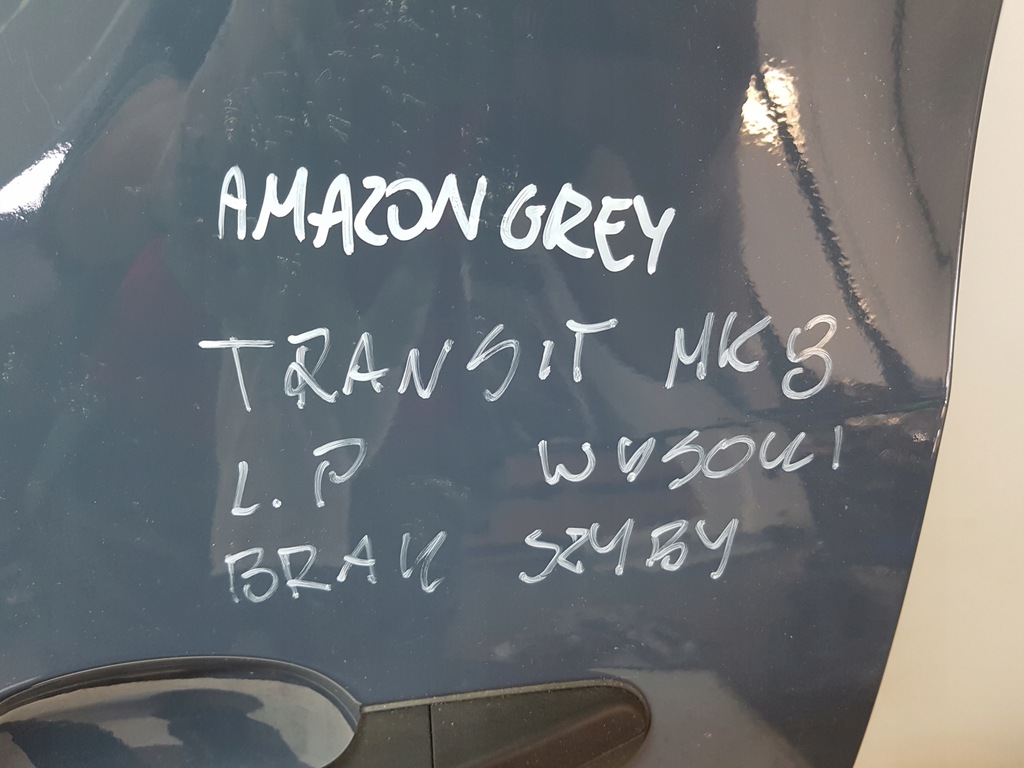 AMAZON GREY
TRANSIT MK8
L.P WYSOKI
BRAK SZYBY